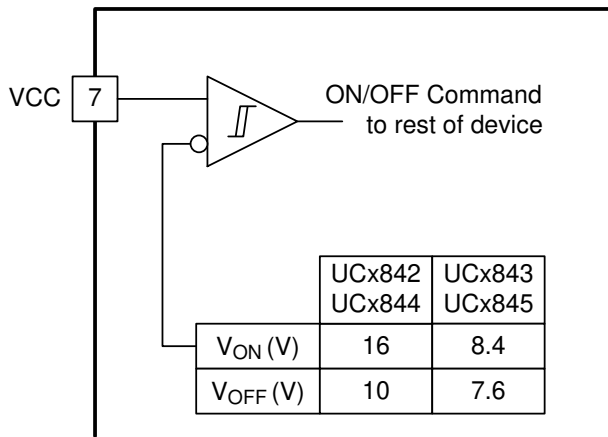 VCC 7
ON/OFF Command
to rest of device
UCx842 UCx843
UCx844 UCx845
VON (V) 16 8.4
VOFF (V) 10 7.6